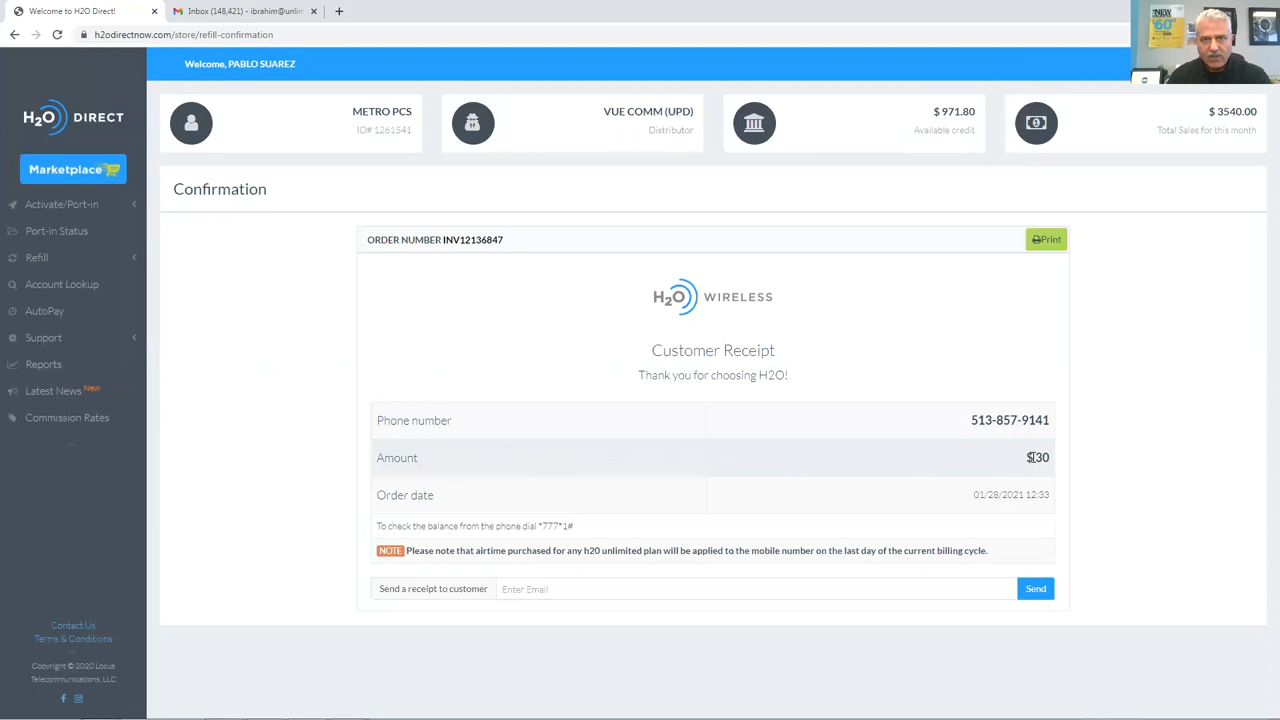 Welcome to H2O Direct!
Inbox (148,421) - ibrahim@unlim
h2odirectnow.com/store/refill-confirmation
NEW
60
H2O DIRECT
Marketplace
Activate/Port-in
Port-in Status
Refill
Account Lookup
AutoPay
Support
Reports
Latest News New
Commission Rates
Contact Us
Terms & Conditions
Copyright © 2020 Locus
Telecommunications, LLC
Welcome, PABLO SUAREZ
METRO PCS
ID# 1261541
VUE COMM (UPD)
Distributor
$ 971.80
Available credit
$ 3540.00
Total Sales for this month
Confirmation
ORDER NUMBER INV12136847
Print
H2O WIRELESS
Customer Receipt
Thank you for choosing H2O!
Phone number 513-857-9141
Amount $30
Order date 01/28/2021 12:33
To check the balance from the phone dial *777*1#
NOTE Please note that airtime purchased for any h20 unlimited plan will be applied to the mobile number on the last day of the current billing cycle.
Send a receipt to customer Enter Email Send